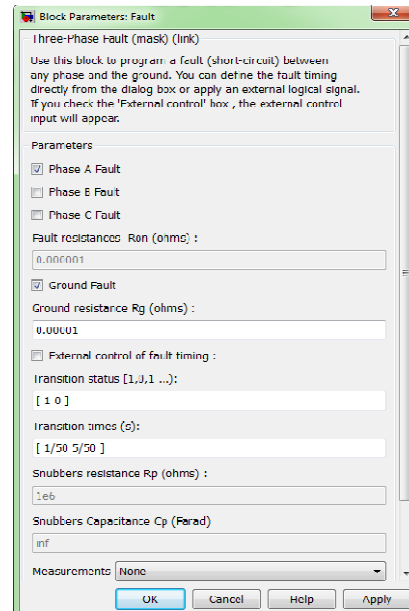 Block Parameters: Fault
Three-Phase Fault (mask) (link)
Use this block to program a fault (short-circuit) between
any phase and the ground. You can define the fault timing
directly from the dialog box or apply an external logical signal.
If you check the 'External control' box , the external control
input will appear.
Parameters
Phase A Fault
Phase B Fault
Phase C Fault
Fault resistances Ron (ohms) :
0.000001
Ground Fault
Ground resistance Rg (ohms) :
0.00001
External control of fault timing :
Transition status [1,0,1 ...):
[ 1 0 ]
Transition times (s):
[ 1/50 5/50 ]
Snubbers resistance Rp (ohms) :
1e6
Snubbers Capacitance Cp (Farad)
inf
Measurements None
OK Cancel Help Apply